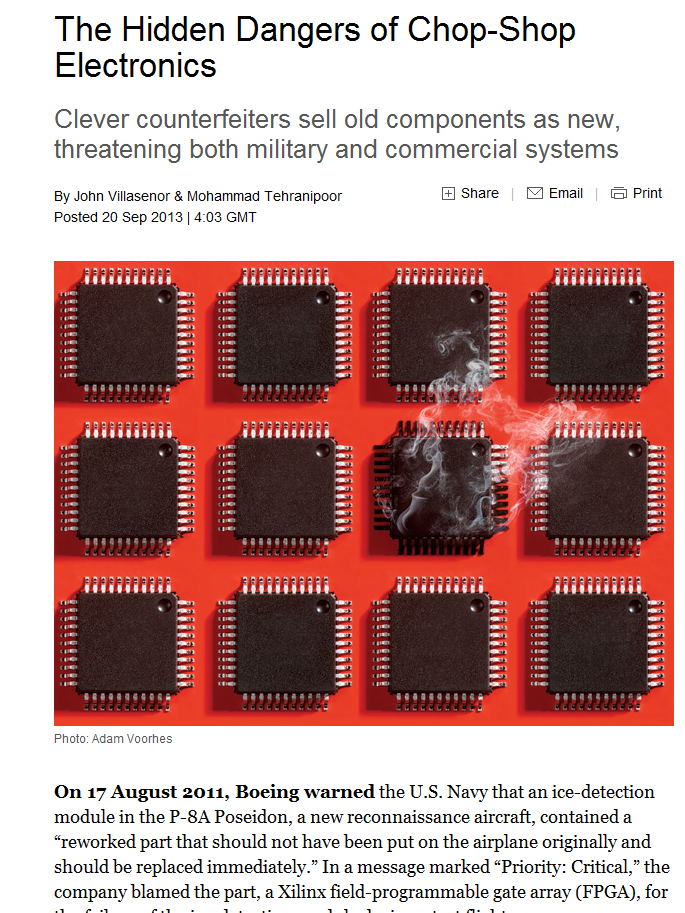 The Hidden Dangers of Chop-Shop
Electronics
Clever counterfeiters sell old components as new,
threatening both military and commercial systems
By John Villasenor & Mohammad Tehranipoor
Posted 20 Sep 2013 | 4:03 GMT
Share | Email | Print
Photo: Adam Voorhes
On 17 August 2011, Boeing warned the U.S. Navy that an ice-detection
module in the P-8A Poseidon, a new reconnaissance aircraft, contained a
“reworked part that should not have been put on the airplane originally and
should be replaced immediately.” In a message marked “Priority: Critical,” the
company blamed the part, a Xilinx field-programmable gate array (FPGA), for